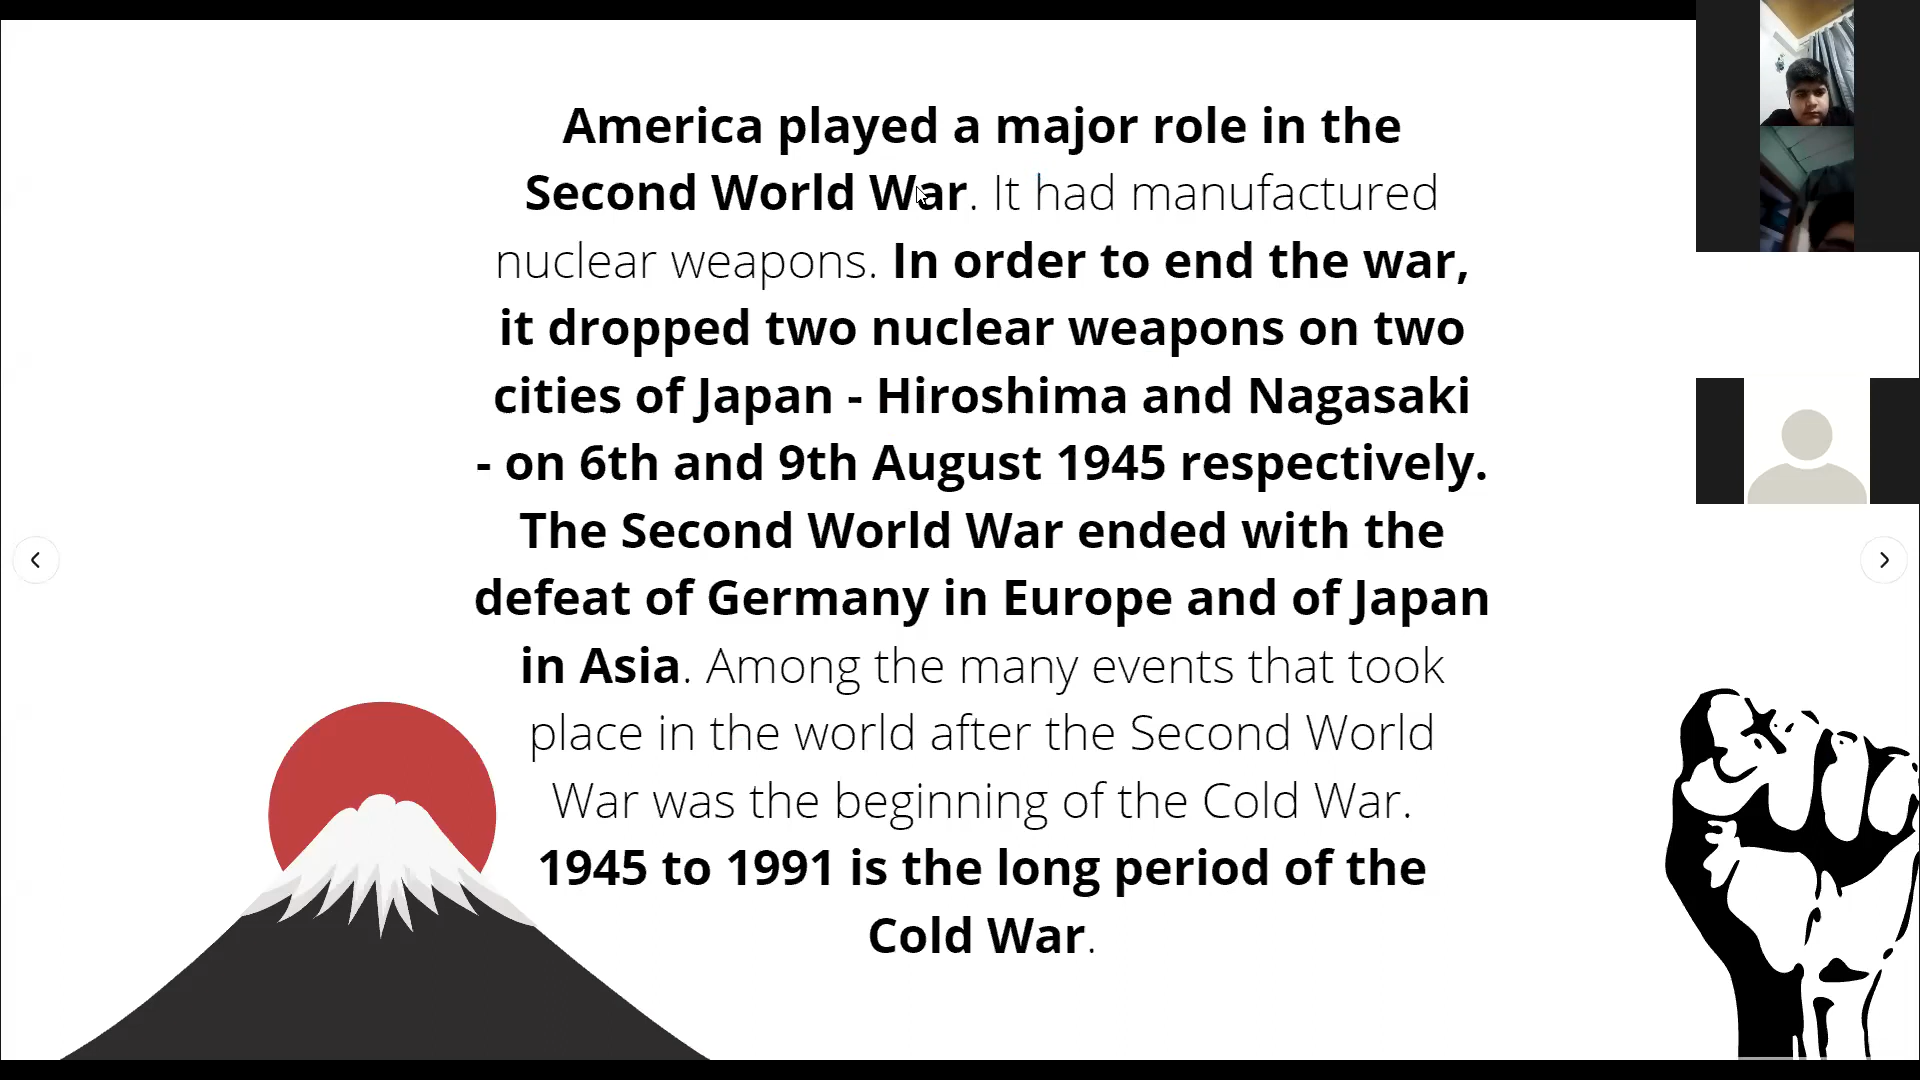 America played a major role in the
Second World War. It had manufactured
nuclear weapons. In order to end the war,
it dropped two nuclear weapons on two
cities of Japan - Hiroshima and Nagasaki
- on 6th and 9th August 1945 respectively.
The Second World War ended with the
defeat of Germany in Europe and of Japan
in Asia. Among the many events that took
place in the world after the Second World
War was the beginning of the Cold War.
1945 to 1991 is the long period of the
Cold War.